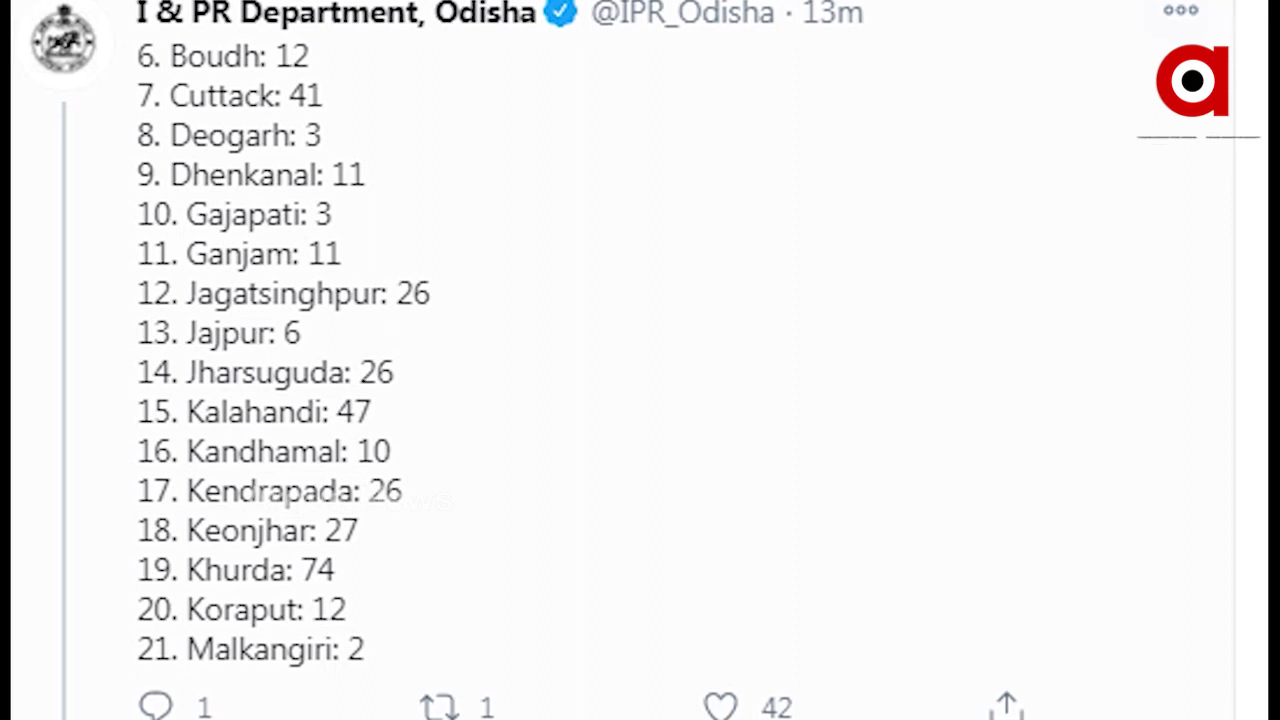 I & PR Department, Odisha @IPR_Odisha · 13m
6. Boudh: 12
7. Cuttack: 41
8. Deogarh: 3
9. Dhenkanal: 11
10. Gajapati: 3
11. Ganjam: 11
12. Jagatsinghpur: 26
13. Jajpur: 6
14. Jharsuguda: 26
15. Kalahandi: 47
16. Kandhamal: 10
17. Kendrapada: 26
18. Keonjhar: 27
19. Khurda: 74
20. Koraput: 12
21. Malkangiri: 2
1 1 42